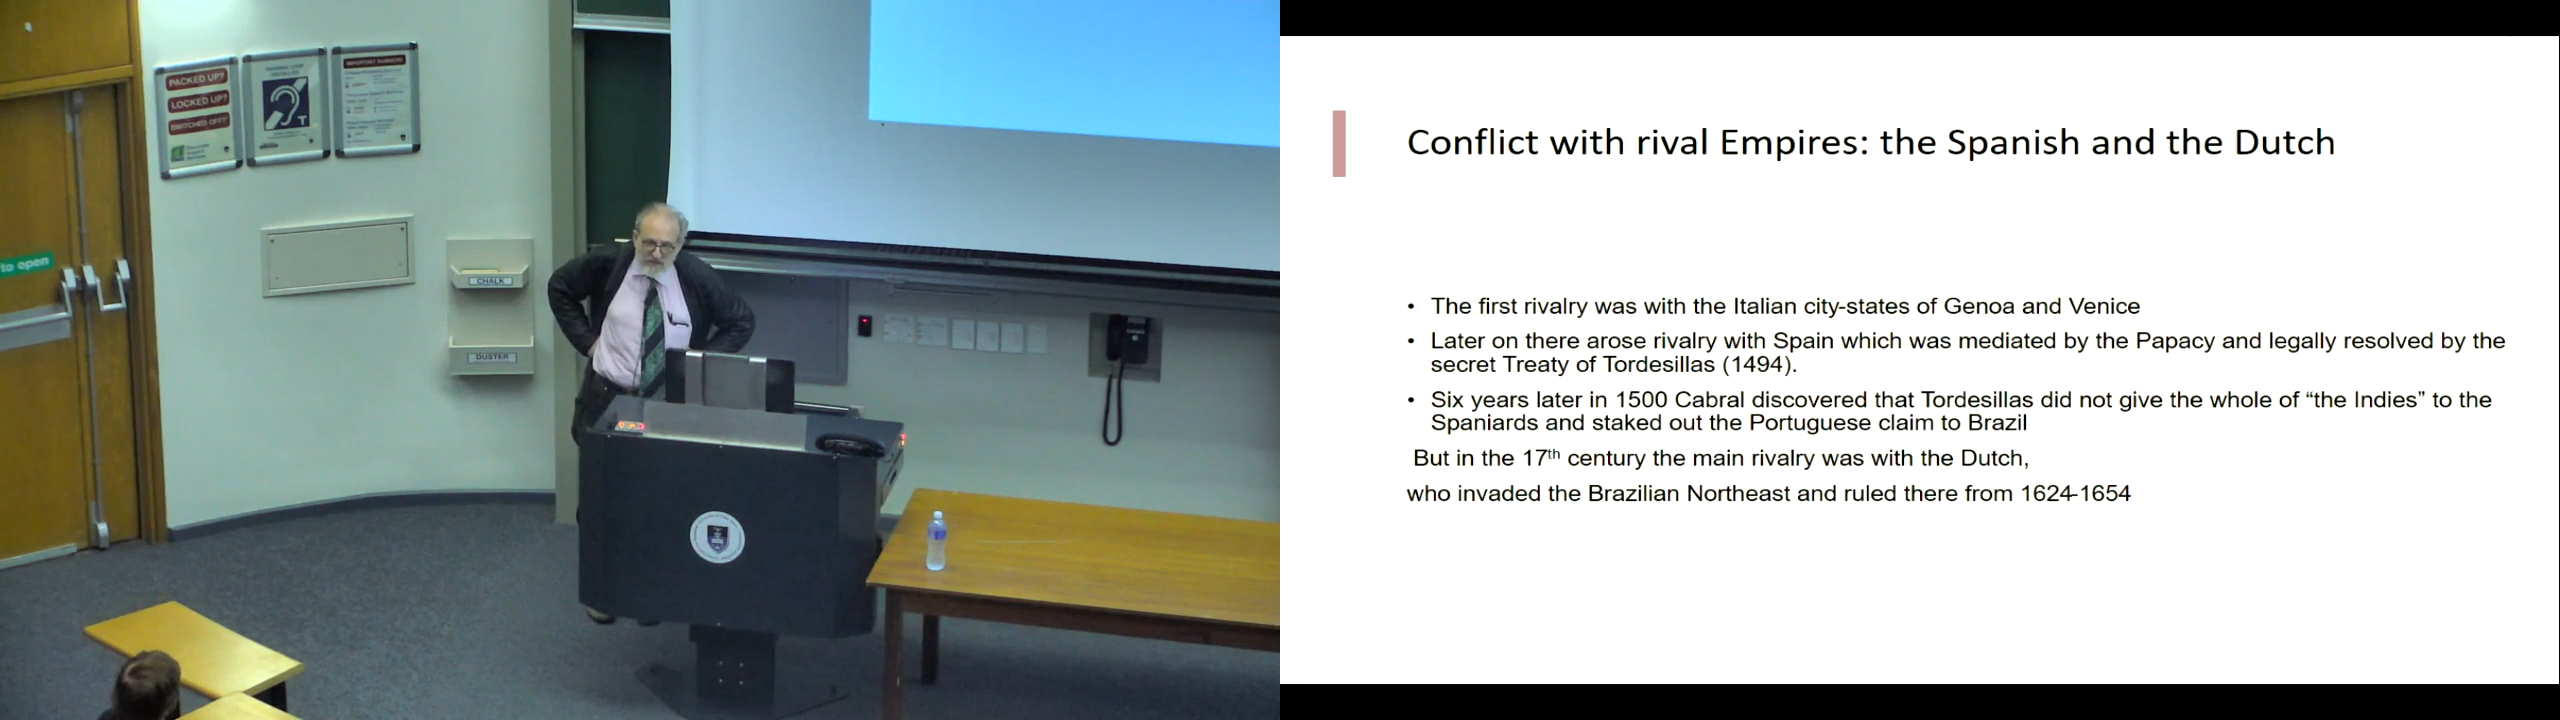 PACKED UP?
LOCKED UP?
SWITCHED OFF?
IMPORTANT NUMBERS
T
to open
CHALK
DUSTER
Conflict with rival Empires: the Spanish and the Dutch
• The first rivalry was with the Italian city-states of Genoa and Venice
• Later on there arose rivalry with Spain which was mediated by the Papacy and legally resolved by the
secret Treaty of Tordesillas (1494).
• Six years later in 1500 Cabral discovered that Tordesillas did not give the whole of “the Indies” to the
Spaniards and staked out the Portuguese claim to Brazil
But in the 17th century the main rivalry was with the Dutch,
who invaded the Brazilian Northeast and ruled there from 1624-1654